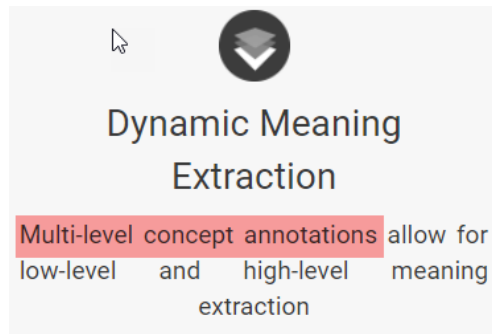 Dynamic Meaning
Extraction
Multi-level concept annotations allow for
low-level and high-level meaning
extraction